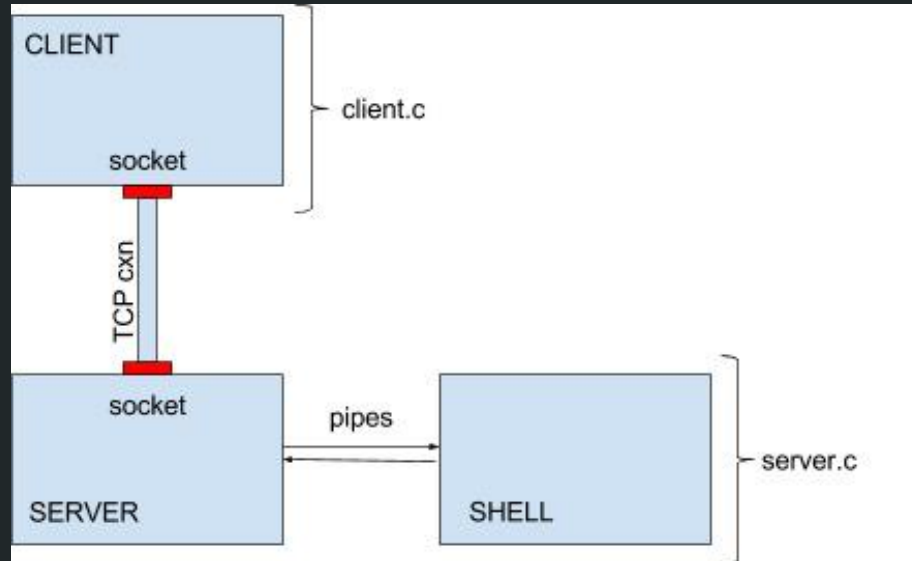 CLIENT
client.c
socket
TCP cxn
socket
pipes
server.c
SERVER
SHELL